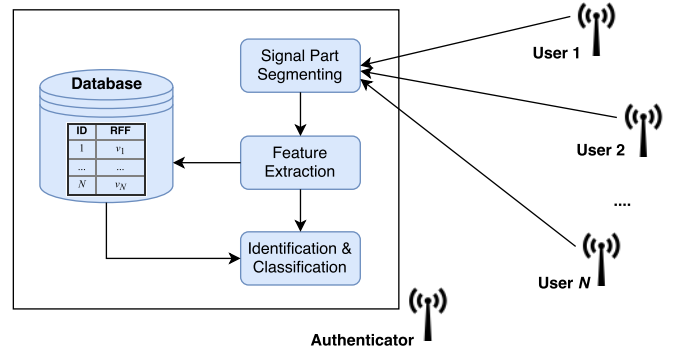 Signal Part
Segmenting
User 1
Database
ID RFF
1 v1
... ...
N vN
Feature
Extraction
User 2
....
Identification &
Classification
User N
Authenticator